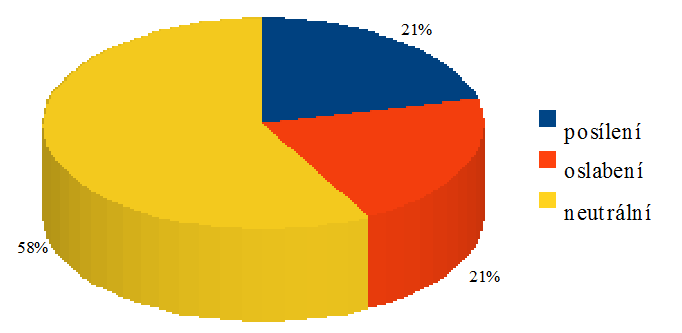 21%
posílení
oslabení
neutrální
58%
21%